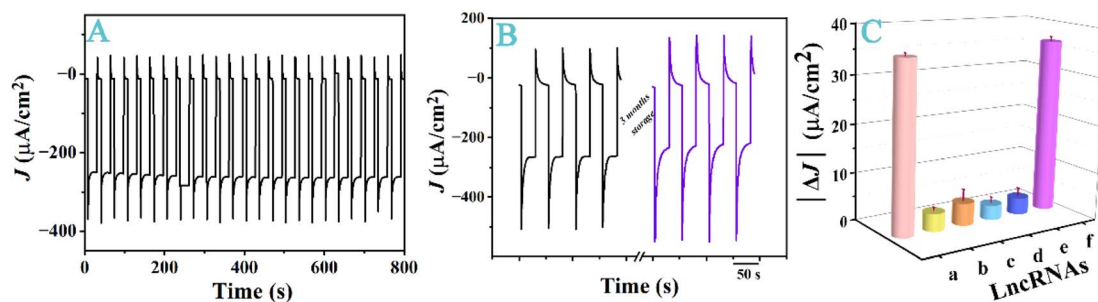 A
J (μA/cm²)
−0
−200
−400
0
200
400
600
800
Time (s)
B
J (μA/cm²)
200
0
−200
−400
3 months
storage
50 s
Time (s)
C
| ΔJ | (μA/cm²)
40
30
20
10
0
a
b
c
d
e
f
LncRNAs